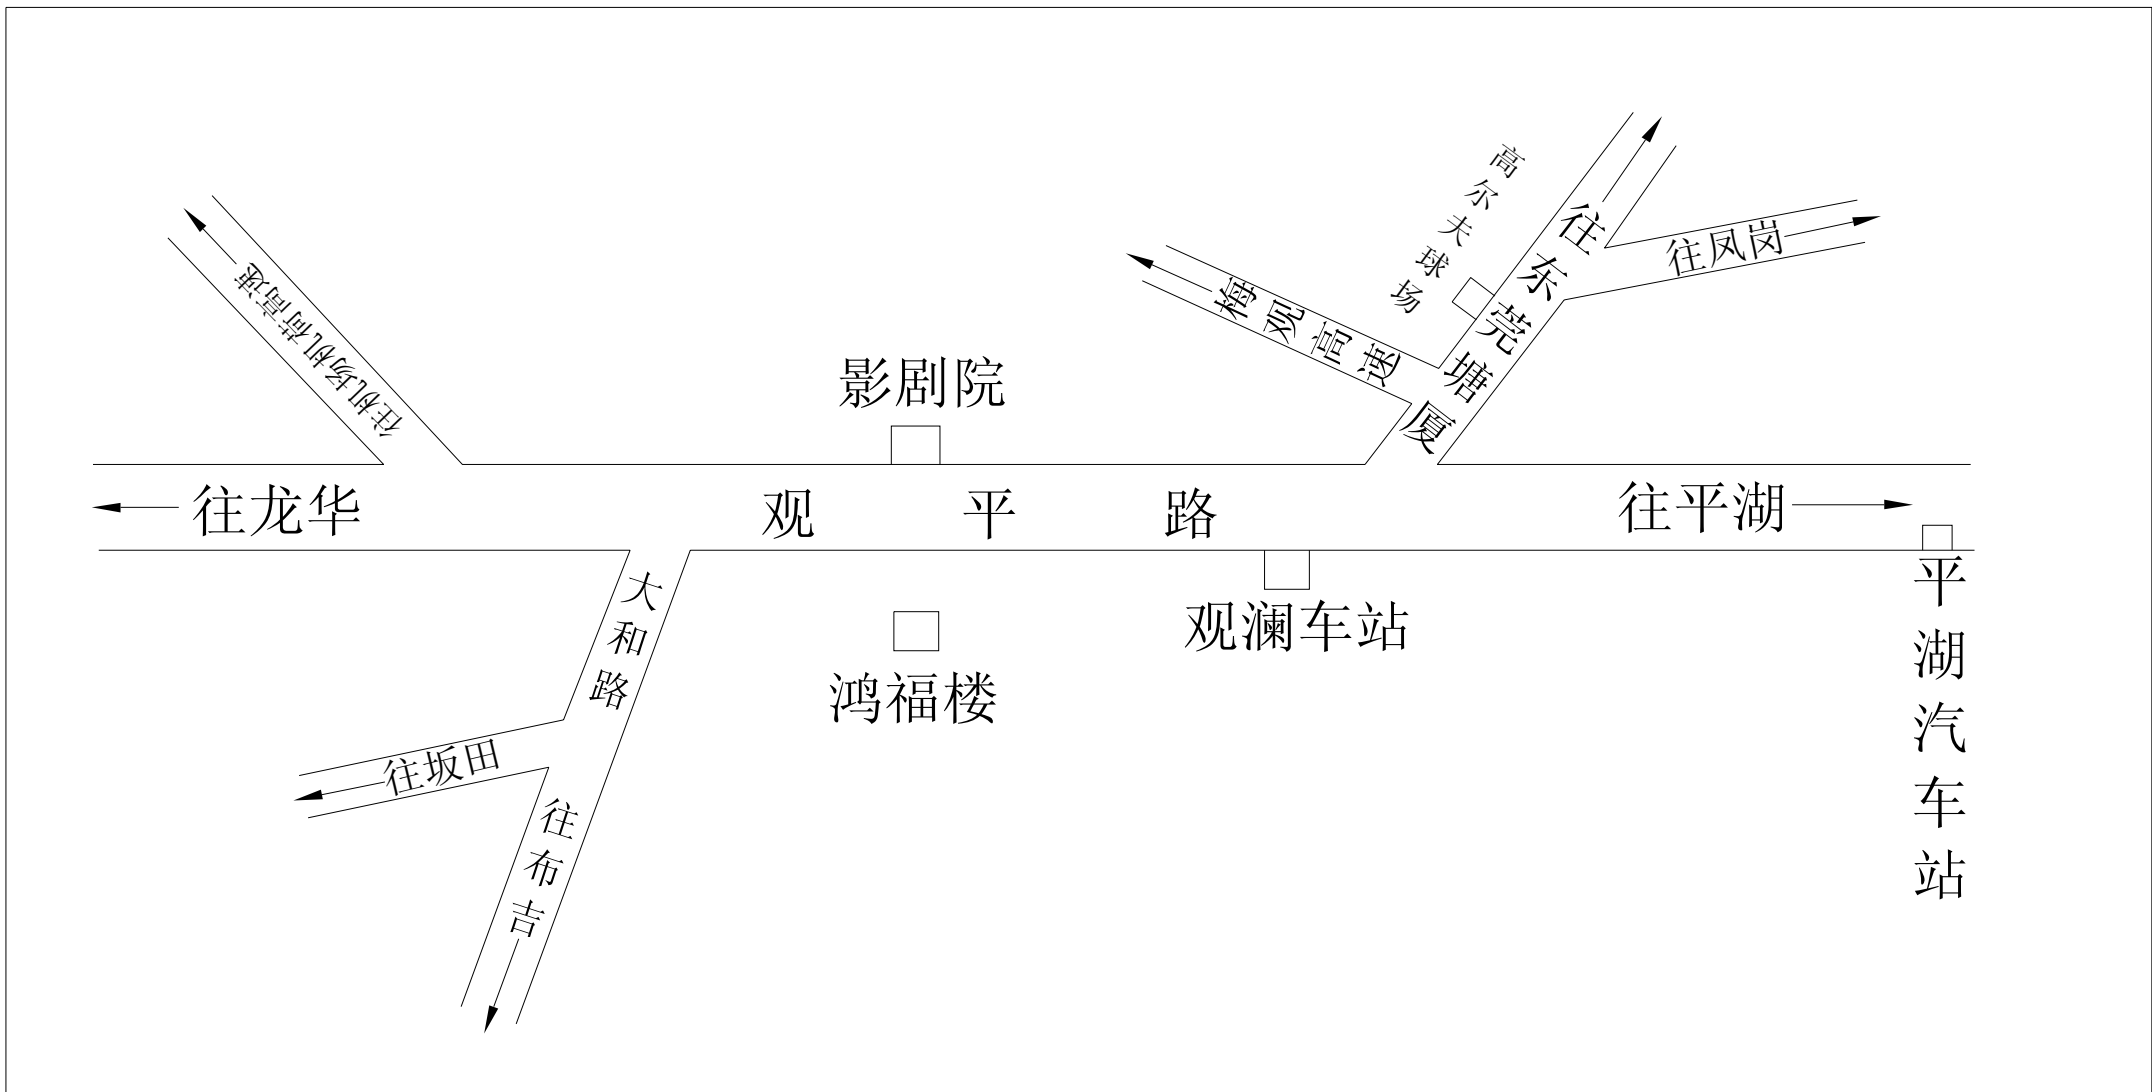 高尔夫球场
往东莞塘厦
往凤岗
梅观高速
往机场机荷高速
影剧院
往龙华
观平路
往平湖
大和路
鸿福楼
观澜车站
平湖汽车站
往坂田
往布吉